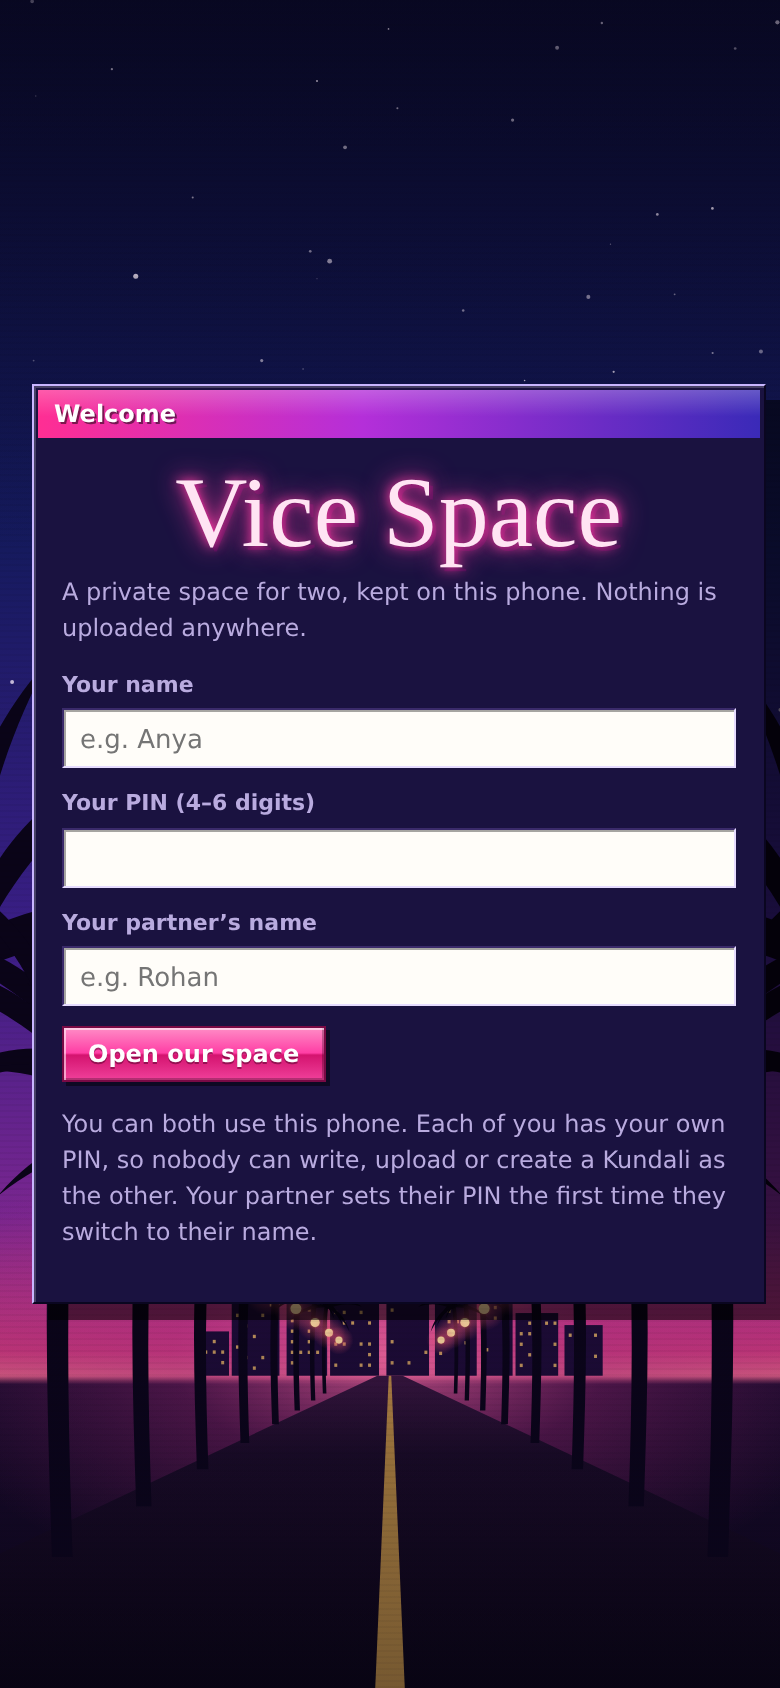 Welcome
Vice Space
A private space for two, kept on this phone. Nothing is
uploaded anywhere.
Your name
e.g. Anya
Your PIN (4–6 digits)
Your partner’s name
e.g. Rohan
Open our space
You can both use this phone. Each of you has your own
PIN, so nobody can write, upload or create a Kundali as
the other. Your partner sets their PIN the first time they
switch to their name.